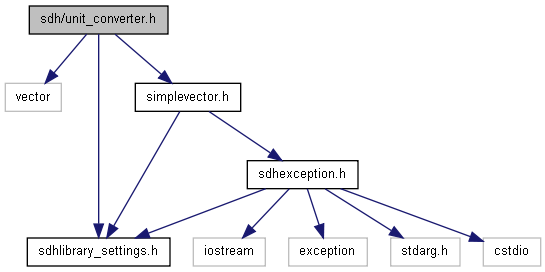 sdh/unit_converter.h
vector
simplevector.h
sdhexception.h
sdhlibrary_settings.h
iostream
exception
stdarg.h
cstdio